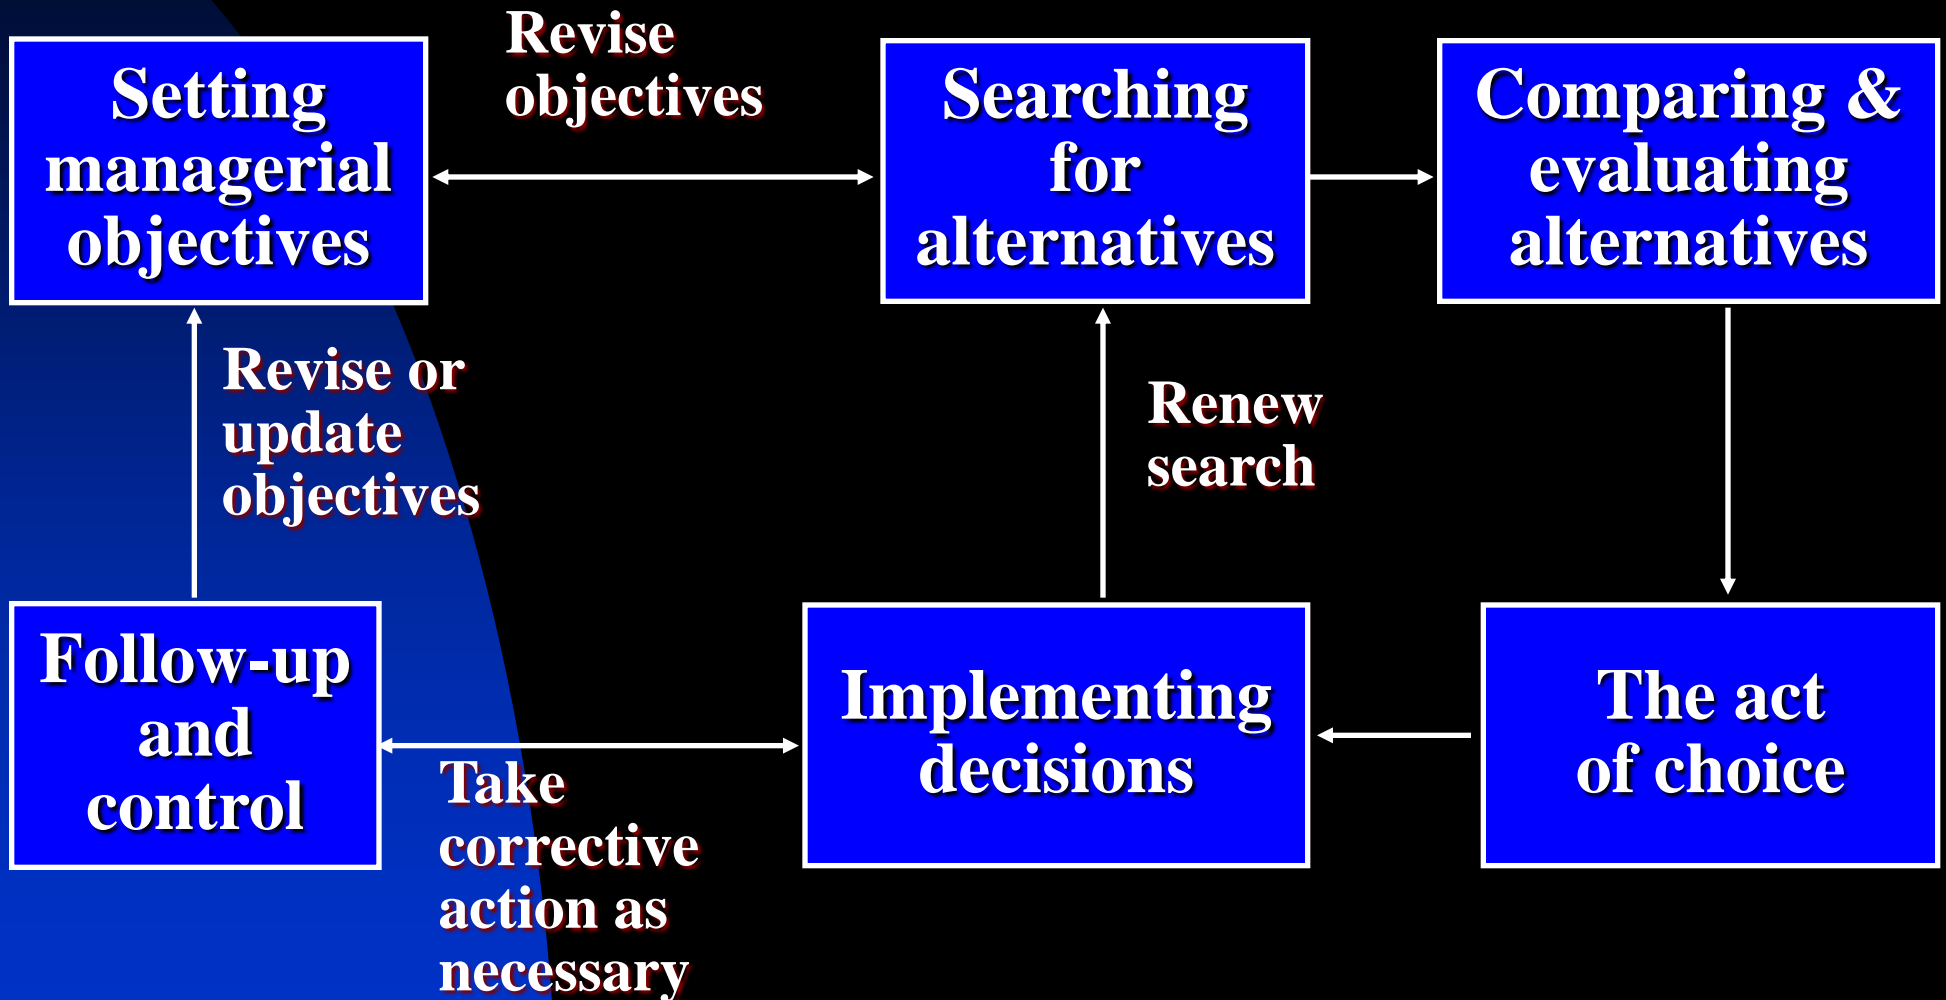 Setting
managerial
objectives
Revise
objectives
Searching
for
alternatives
Comparing &
evaluating
alternatives
Revise or
update
objectives
Renew
search
Follow-up
and
control
Take
corrective
action as
necessary
Implementing
decisions
The act
of choice